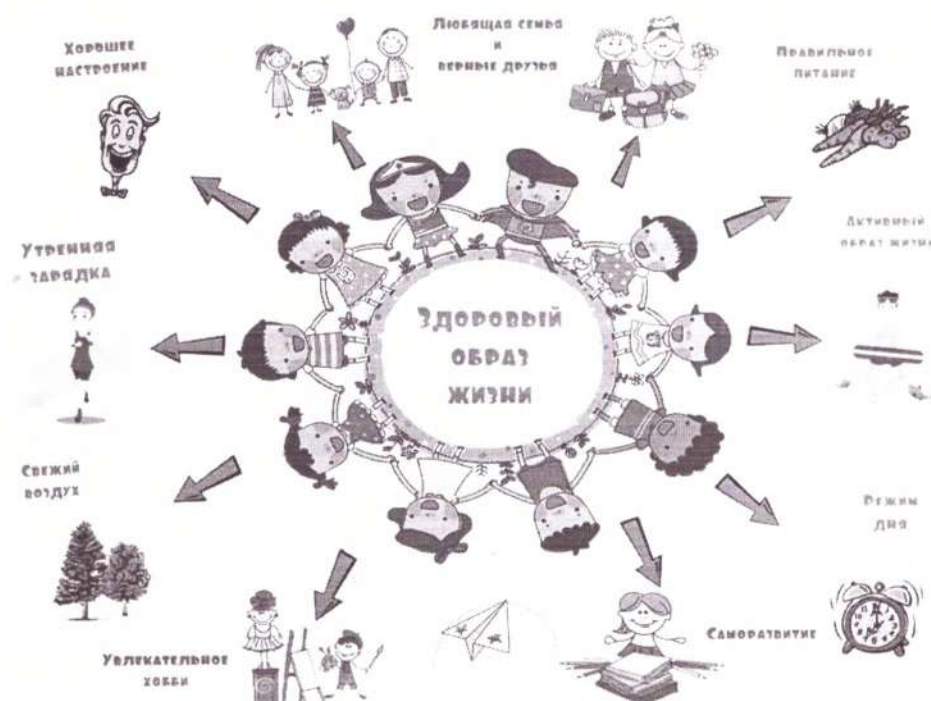 Хорошее
настроение
Любящая семья
и
верные друзья
Правильное
питание
Утренняя
зарядка
Активный
образ жизни
Здоровый
образ
жизни
Свежий
воздух
Режим
дня
Увлекательное
хобби
Саморазвитие